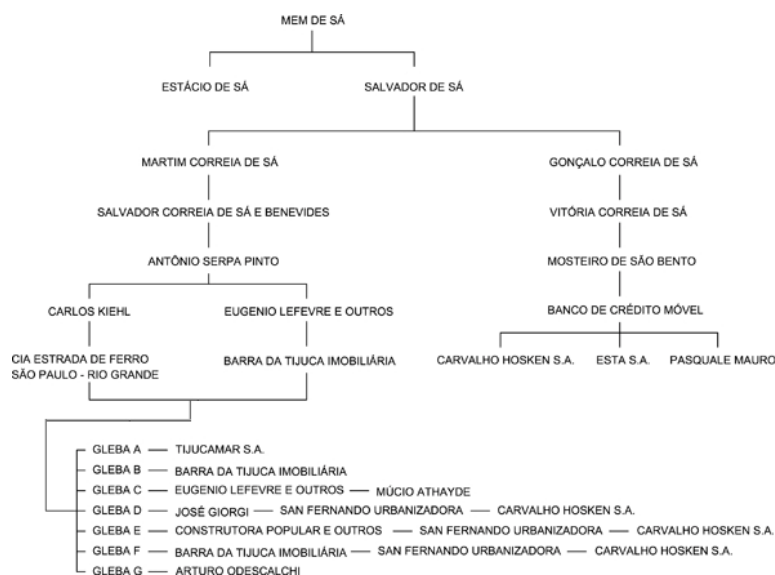 MEM DE SÁ
ESTÁCIO DE SÁ SALVADOR DE SÁ
MARTIM CORREIA DE SÁ GONÇALO CORREIA DE SÁ
SALVADOR CORREIA DE SÁ E BENEVIDES VITÓRIA CORREIA DE SÁ
ANTÔNIO SERPA PINTO MOSTEIRO DE SÃO BENTO
CARLOS KIEHL EUGENIO LEFEVRE E OUTROS BANCO DE CRÉDITO MÓVEL
CIA ESTRADA DE FERRO
SÃO PAULO - RIO GRANDE
BARRA DA TIJUCA IMOBILIÁRIA CARVALHO HOSKEN S.A. ESTA S.A. PASQUALE MAURO
GLEBA A TIJUCAMAR S.A.
GLEBA B BARRA DA TIJUCA IMOBILIÁRIA
GLEBA C EUGENIO LEFEVRE E OUTROS MÚCIO ATHAYDE
GLEBA D JOSÉ GIORGI SAN FERNANDO URBANIZADORA CARVALHO HOSKEN S.A.
GLEBA E CONSTRUTORA POPULAR E OUTROS SAN FERNANDO URBANIZADORA CARVALHO HOSKEN S.A.
GLEBA F BARRA DA TIJUCA IMOBILIÁRIA SAN FERNANDO URBANIZADORA CARVALHO HOSKEN S.A.
GLEBA G ARTURO ODESCALCHI